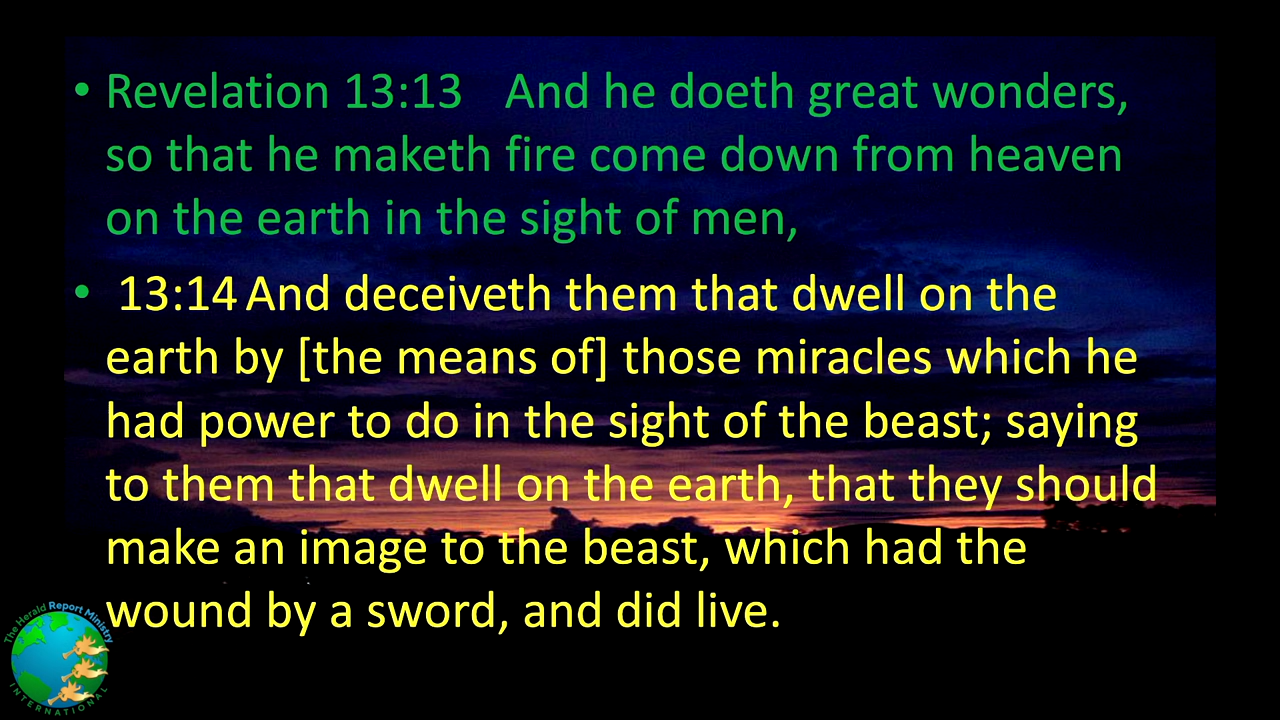 • Revelation 13:13 And he doeth great wonders,
so that he maketh fire come down from heaven
on the earth in the sight of men,
• 13:14 And deceiveth them that dwell on the
earth by [the means of] those miracles which he
had power to do in the sight of the beast; saying
to them that dwell on the earth, that they should
make an image to the beast, which had the
wound by a sword, and did live.
The Herald Report Ministry
INTERNATIONAL